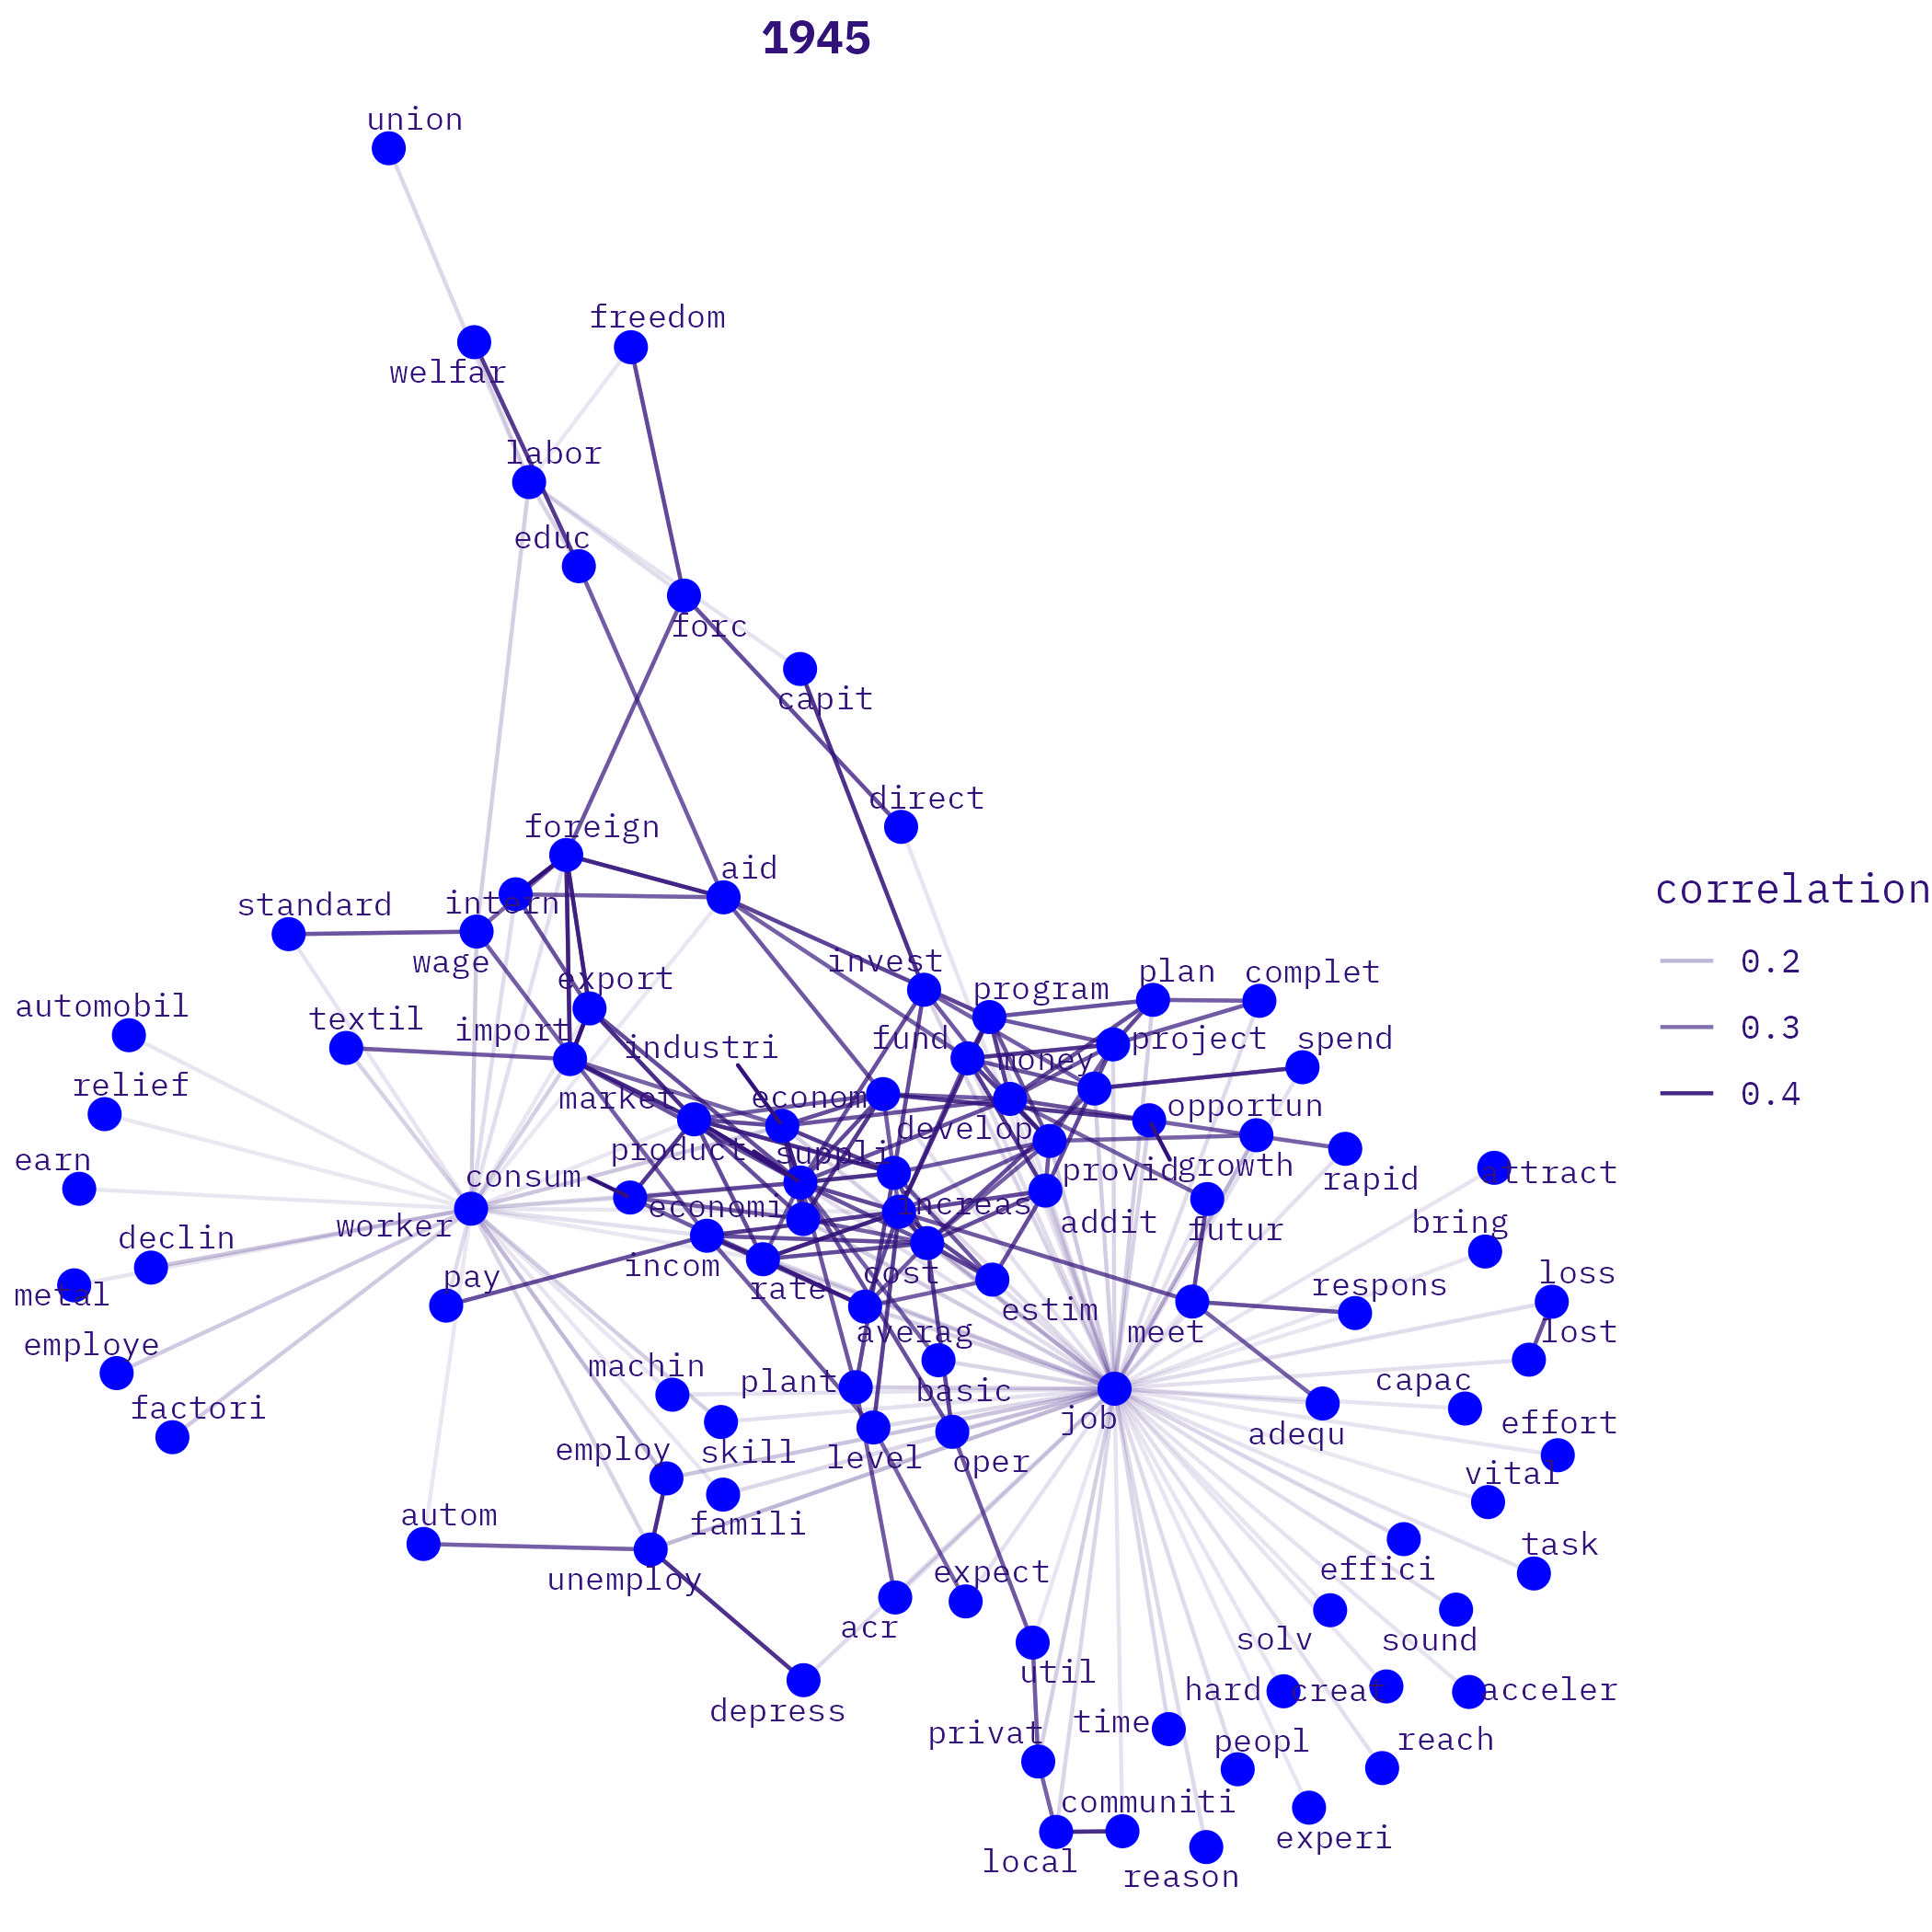 1945
union
freedom
welfar
labor
educ
forc
capit
direct
foreign
aid
standard
intern
wage
invest
export
program
plan
complet
automobil
textil
import
industri
fund
money
project
spend
relief
market
econom
opportun
develop
product
suppli
earn
consum
provid
growth
rapid
attract
economi
increas
worker
addit
futur
bring
declin
incom
cost
pay
rate
estim
respons
loss
metal
averag
meet
lost
employe
machin
plant
basic
capac
factori
job
adequ
effort
employ
skill
level
oper
vital
autom
famili
task
unemploy
expect
effici
acr
solv
sound
util
hard
creat
acceler
depress
privat
time
peopl
reach
communiti
local
reason
experi
correlation
0.2
0.3
0.4